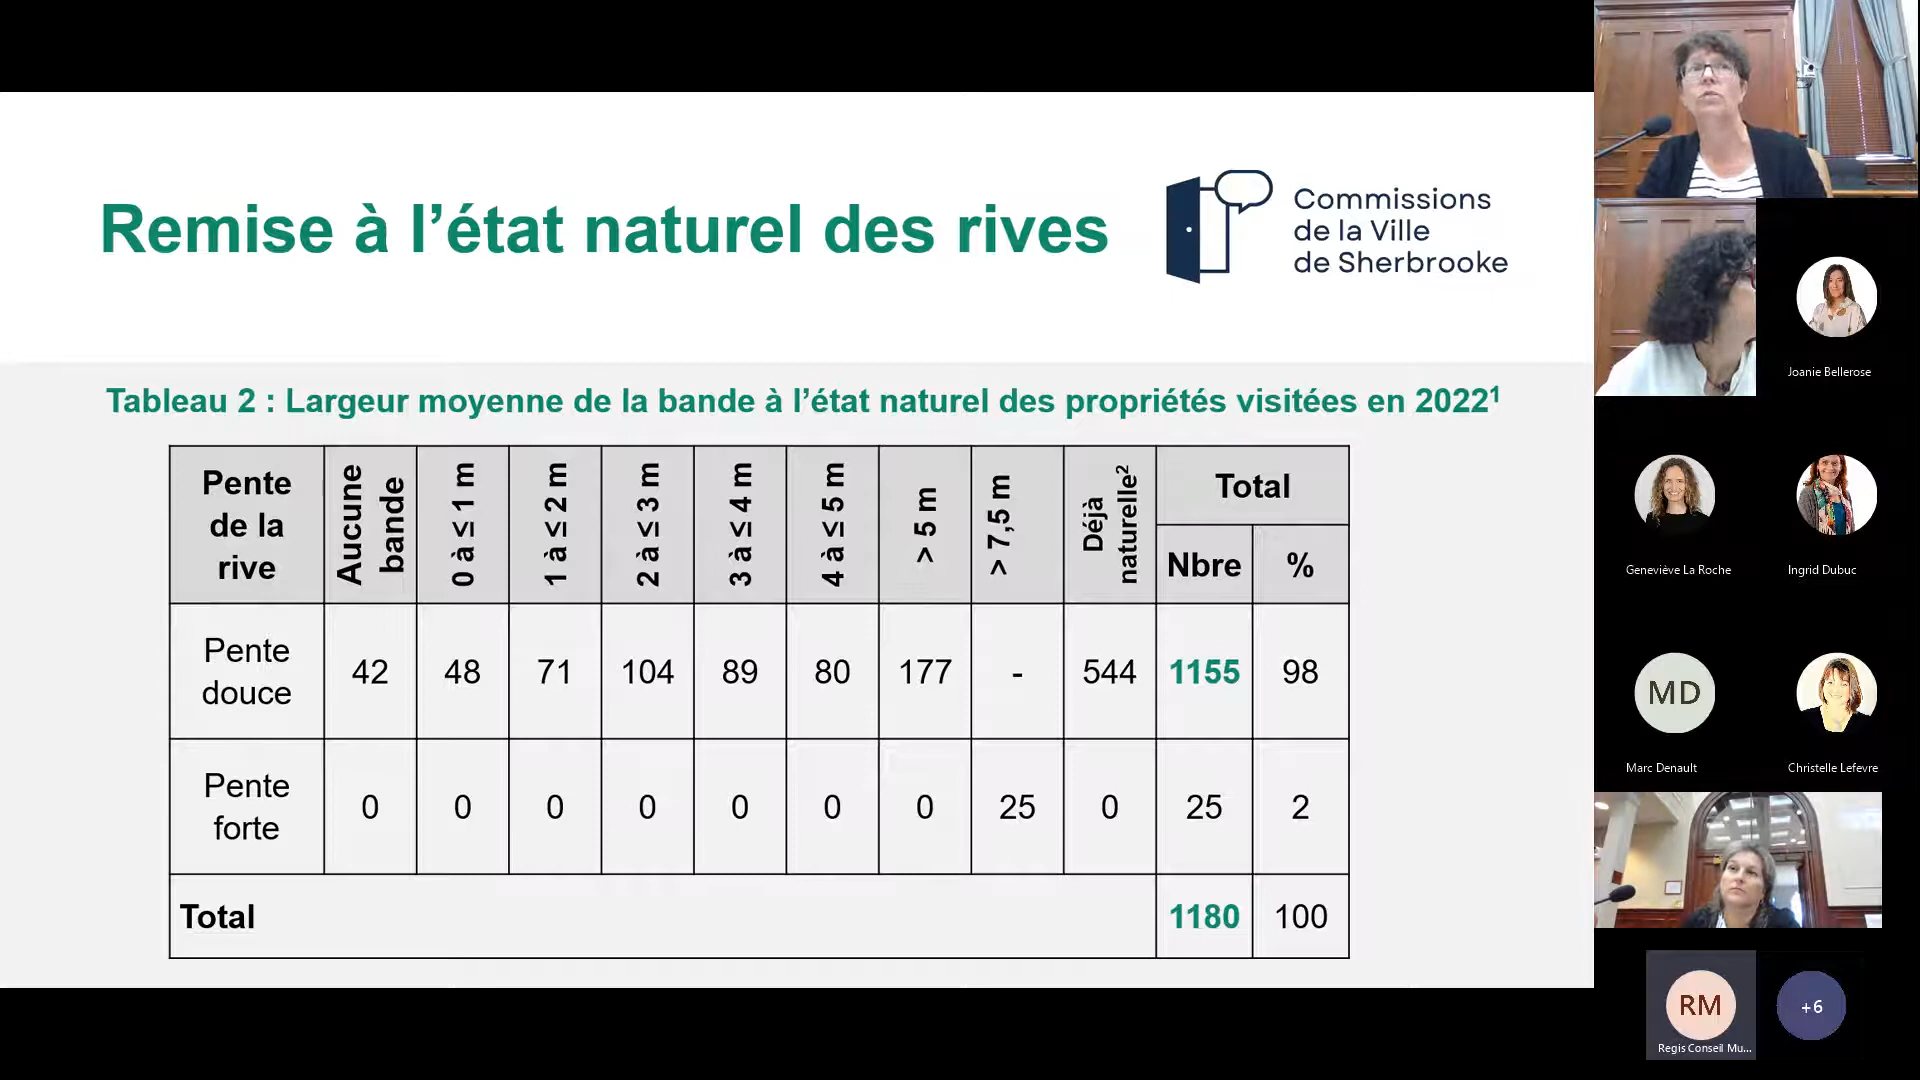 Remise à l’état naturel des rives
Commissions
de la Ville
de Sherbrooke
Tableau 2 : Largeur moyenne de la bande à l’état naturel des propriétés visitées en 2022¹
Pente
de la
rive
Aucune
bande
0 à ≤ 1 m
1 à ≤ 2 m
2 à ≤ 3 m
3 à ≤ 4 m
4 à ≤ 5 m
> 5 m
> 7,5 m
Déjà
naturelle²
Total
Nbre
%
Pente
douce
42
48
71
104
89
80
177
-
544
1155
98
Pente
forte
0
0
0
0
0
0
0
25
0
25
2
Total
1180
100
Joanie Bellerose
Geneviève La Roche
Ingrid Dubuc
MD
Marc Denault
Christelle Lefevre
RM
Regis Conseil Mu...
+6